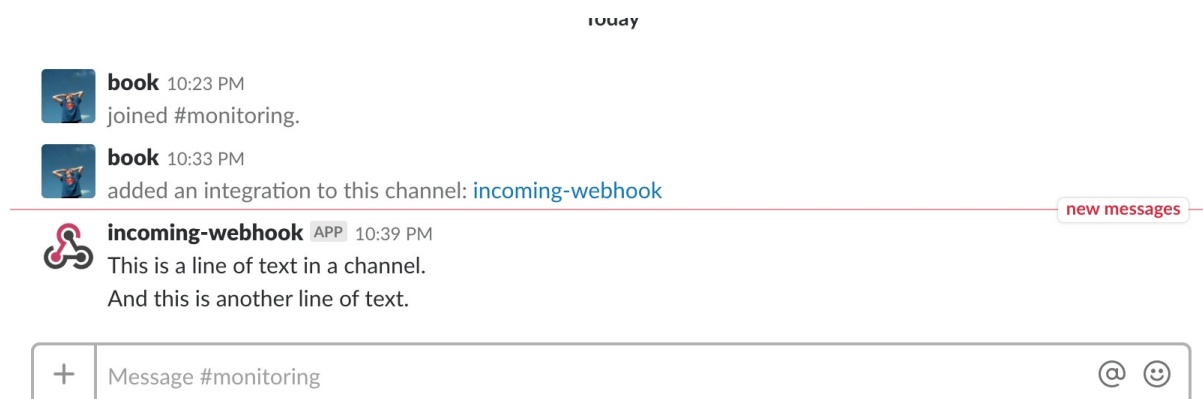 Today
book 10:23 PM
joined #monitoring.
book 10:33 PM
added an integration to this channel: incoming-webhook
new messages
incoming-webhook APP 10:39 PM
This is a line of text in a channel.
And this is another line of text.
+ Message #monitoring @